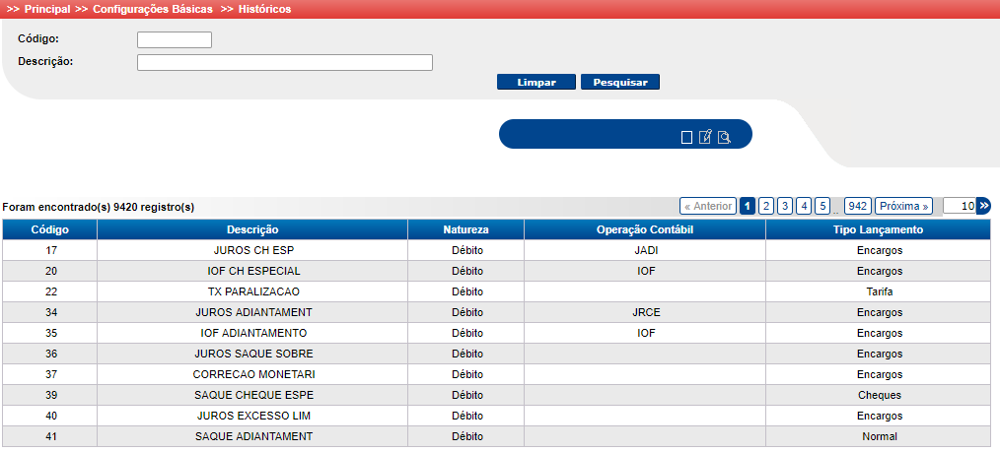 >> Principal >> Configurações Básicas >> Históricos
Código:
Descrição:
Limpar Pesquisar
Foram encontrado(s) 9420 registro(s) « Anterior 1 2 3 4 5 .. 942 Próxima » 10 »
Código Descrição Natureza Operação Contábil Tipo Lançamento
17 JUROS CH ESP Débito JADI Encargos
20 IOF CH ESPECIAL Débito IOF Encargos
22 TX PARALIZACAO Débito Tarifa
34 JUROS ADIANTAMENT Débito JRCE Encargos
35 IOF ADIANTAMENTO Débito IOF Encargos
36 JUROS SAQUE SOBRE Débito Encargos
37 CORRECAO MONETARI Débito Encargos
39 SAQUE CHEQUE ESPE Débito Cheques
40 JUROS EXCESSO LIM Débito Encargos
41 SAQUE ADIANTAMENT Débito Normal